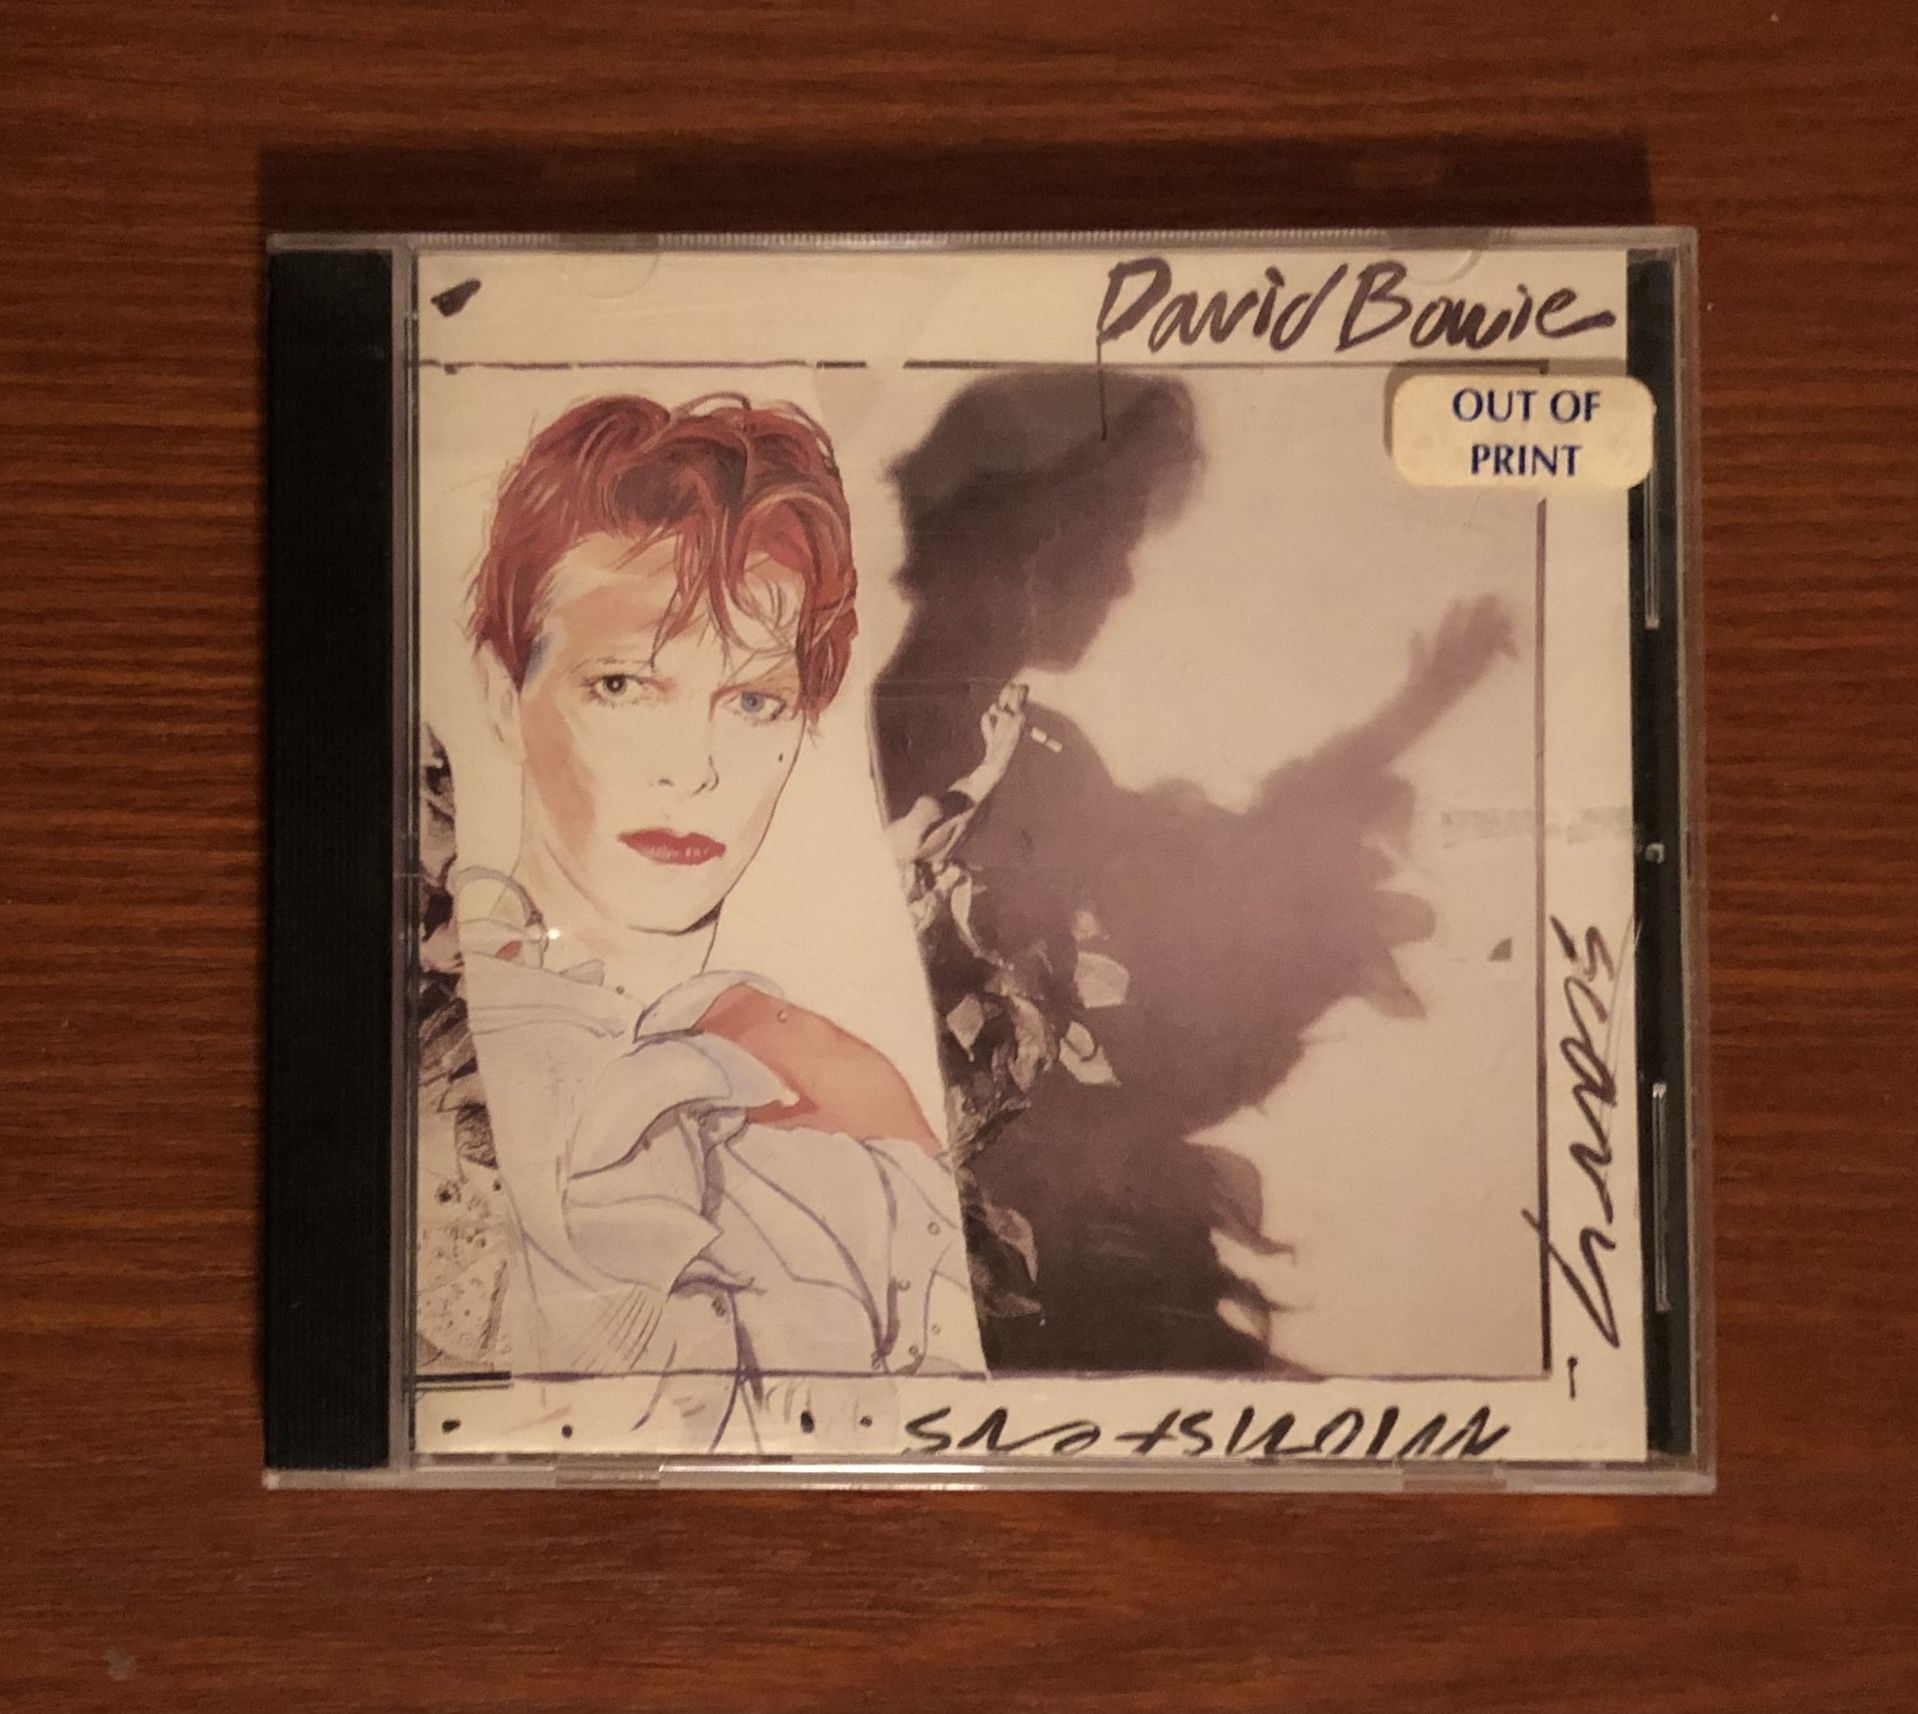 David Bowie
OUT OF
PRINT
scary
monsters